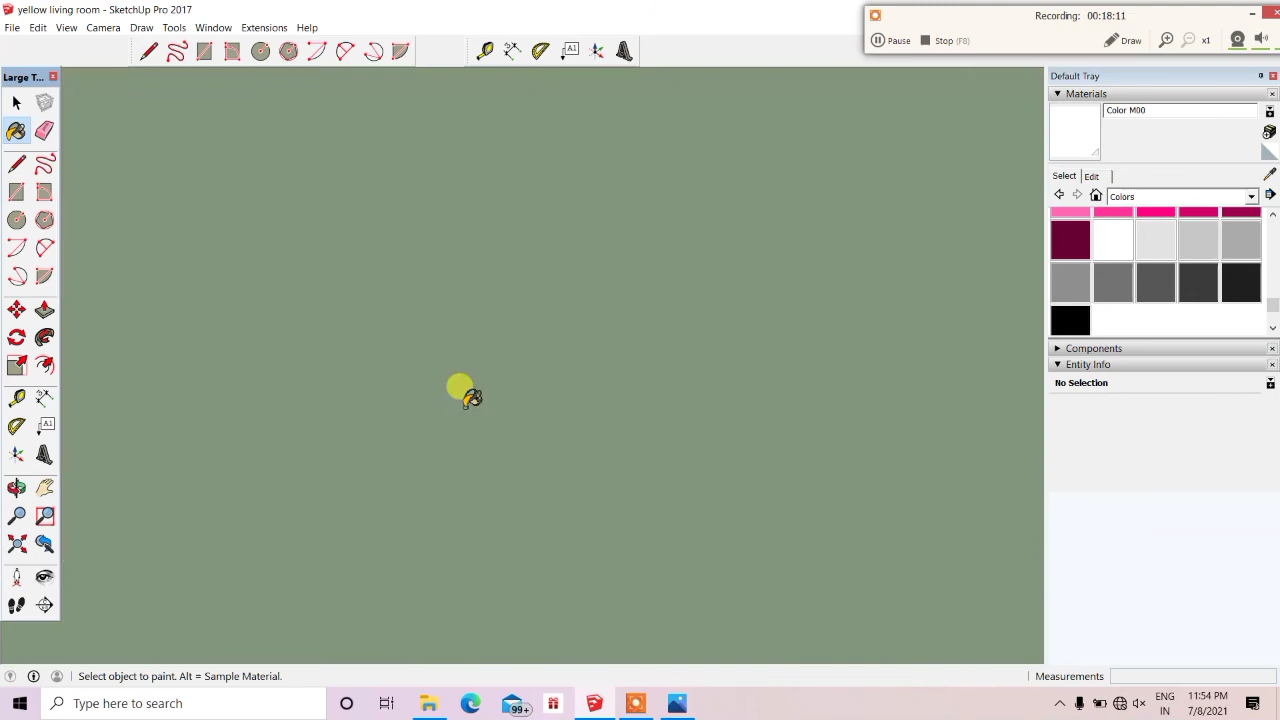 yellow living room - SketchUp Pro 2017
Recording: 00:18:11
File Edit View Camera Draw Tools Window Extensions Help
Pause Stop (F8) Draw x1
A1
Large T...
Default Tray
Materials
Color M00
Select Edit
Colors
A1
Components
Entity Info
No Selection
Select object to paint. Alt = Sample Material.
Measurements
Type here to search
99+
ENG
IN
11:54 PM
7/8/2021